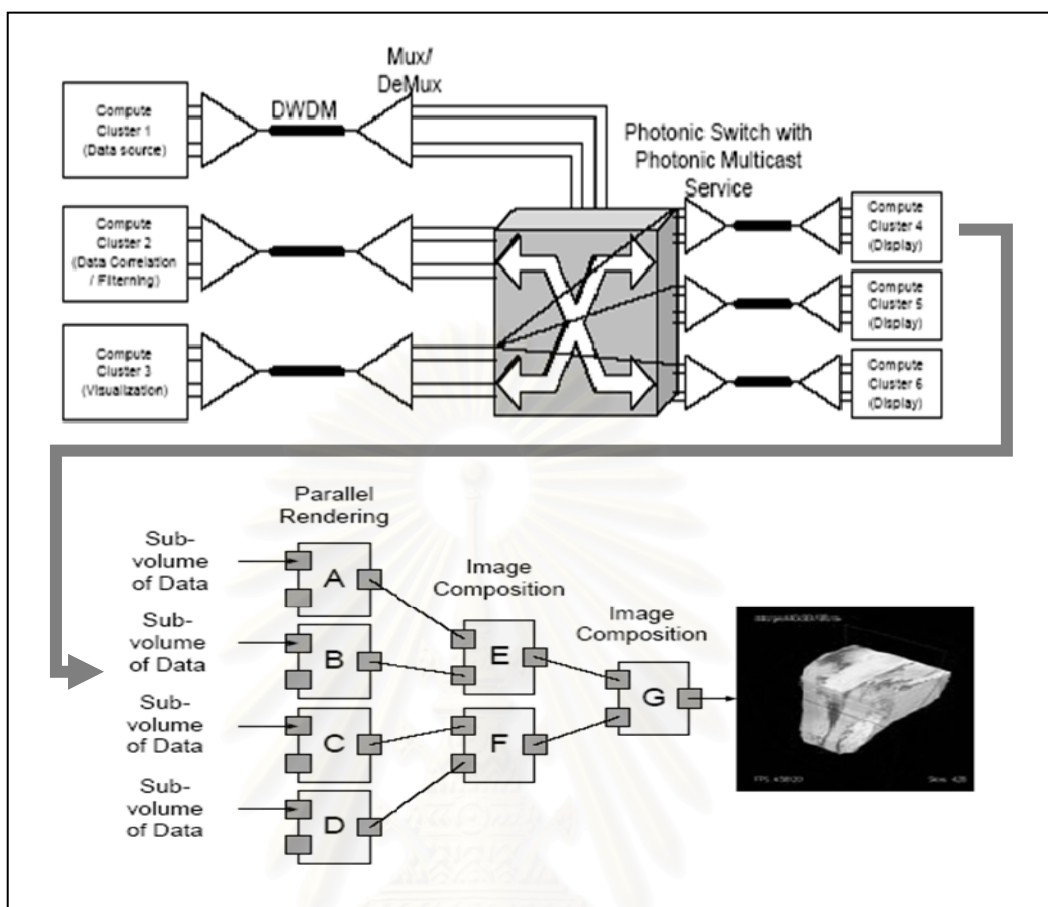 Mux/
DeMux
DWDM
Compute
Cluster 1
(Data source)
Photonic Switch with
Photonic Multicast
Service
Compute
Cluster 2
(Data Correlation
/ Filterning)
Compute
Cluster 3
(Visualization)
Compute
Cluster 4
(Display)
Compute
Cluster 5
(Display)
Compute
Cluster 6
(Display)
Parallel
Rendering
Sub-
volume
of Data
A
Image
Composition
Sub-
volume
of Data
B
E
Image
Composition
G
Sub-
volume
of Data
C
F
Sub-
volume
of Data
D